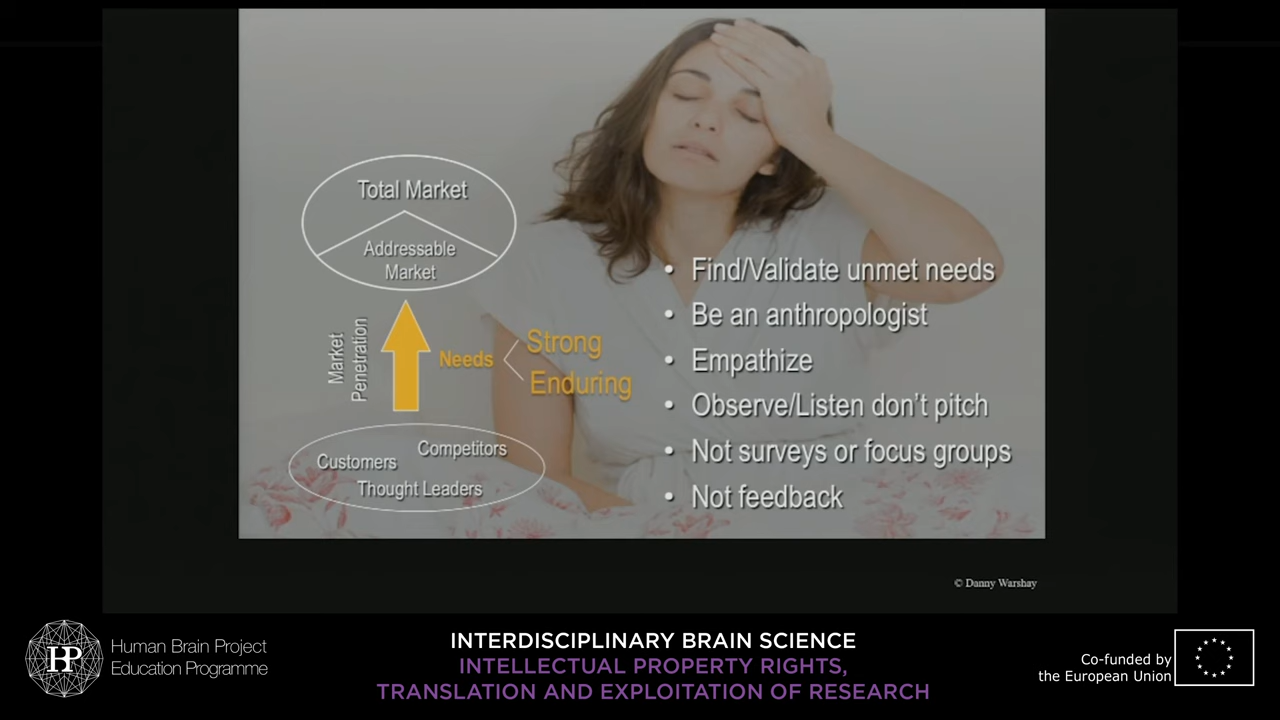 Total Market
Addressable
Market
Market
Penetration
Needs
Strong
Enduring
Customers
Competitors
Thought Leaders
• Find/Validate unmet needs
• Be an anthropologist
• Empathize
• Observe/Listen don't pitch
• Not surveys or focus groups
• Not feedback
© Danny Warshay
HP
Human Brain Project
Education Programme
INTERDISCIPLINARY BRAIN SCIENCE
INTELLECTUAL PROPERTY RIGHTS,
TRANSLATION AND EXPLOITATION OF RESEARCH
Co-funded by
the European Union